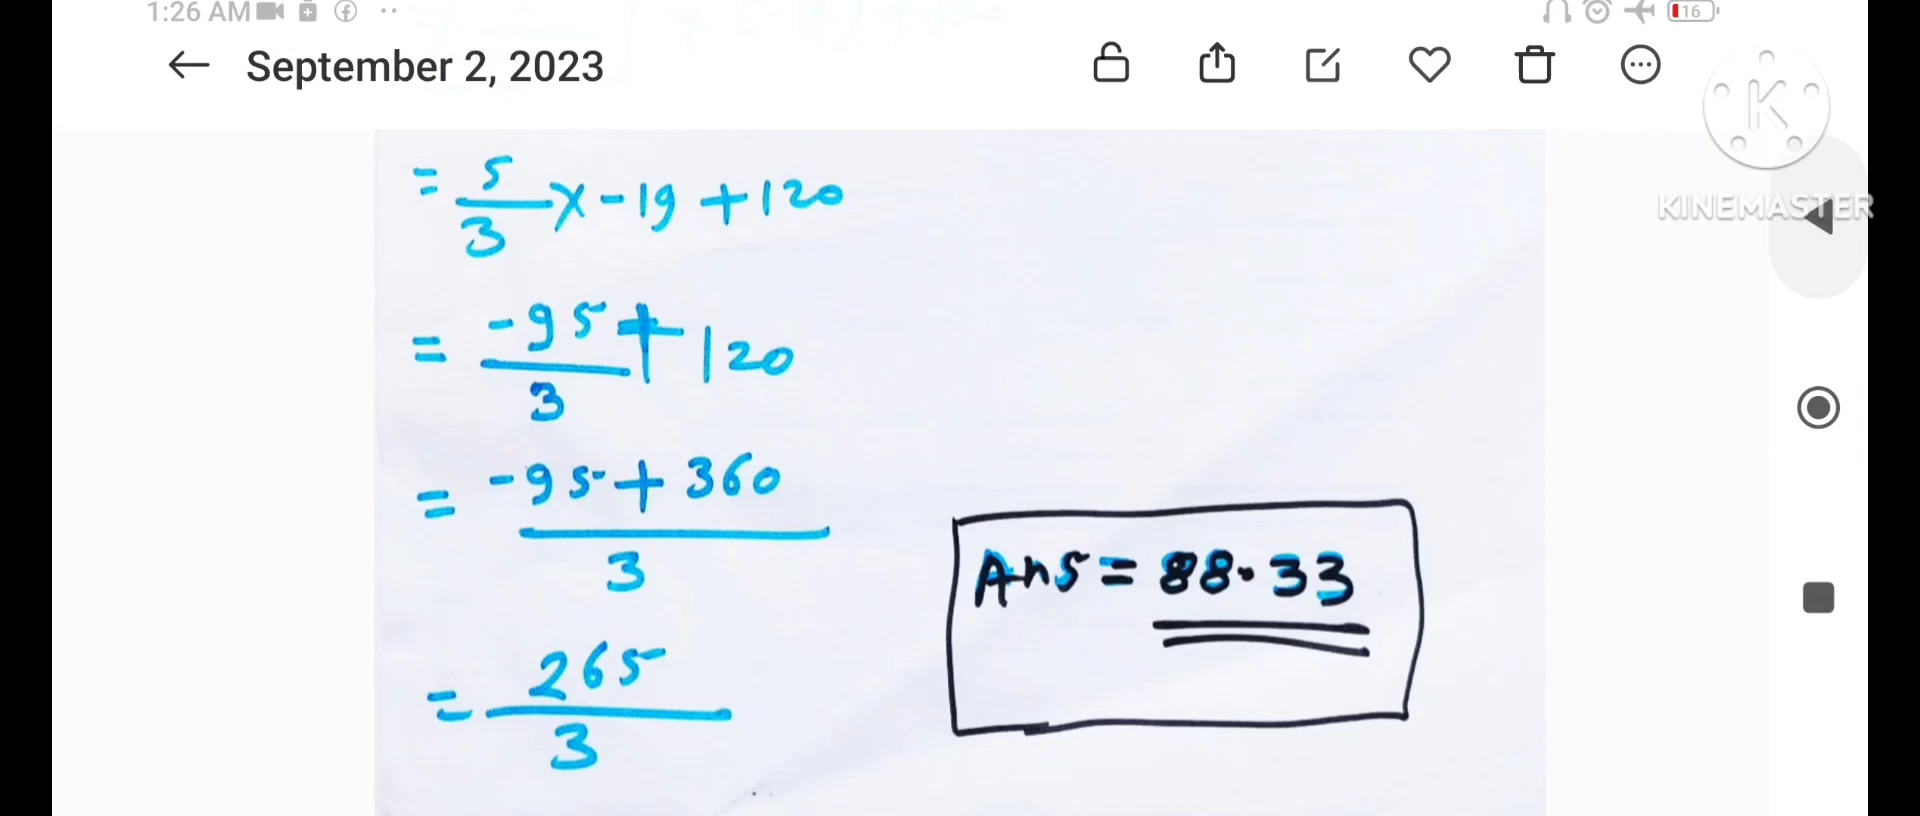 1:26 AM
16
September 2, 2023
K
KINEMASTER
= 5/3 x -19 +120
= -95/3 + 120
= -95 + 360 / 3
= 265/3
Ans = 88.33